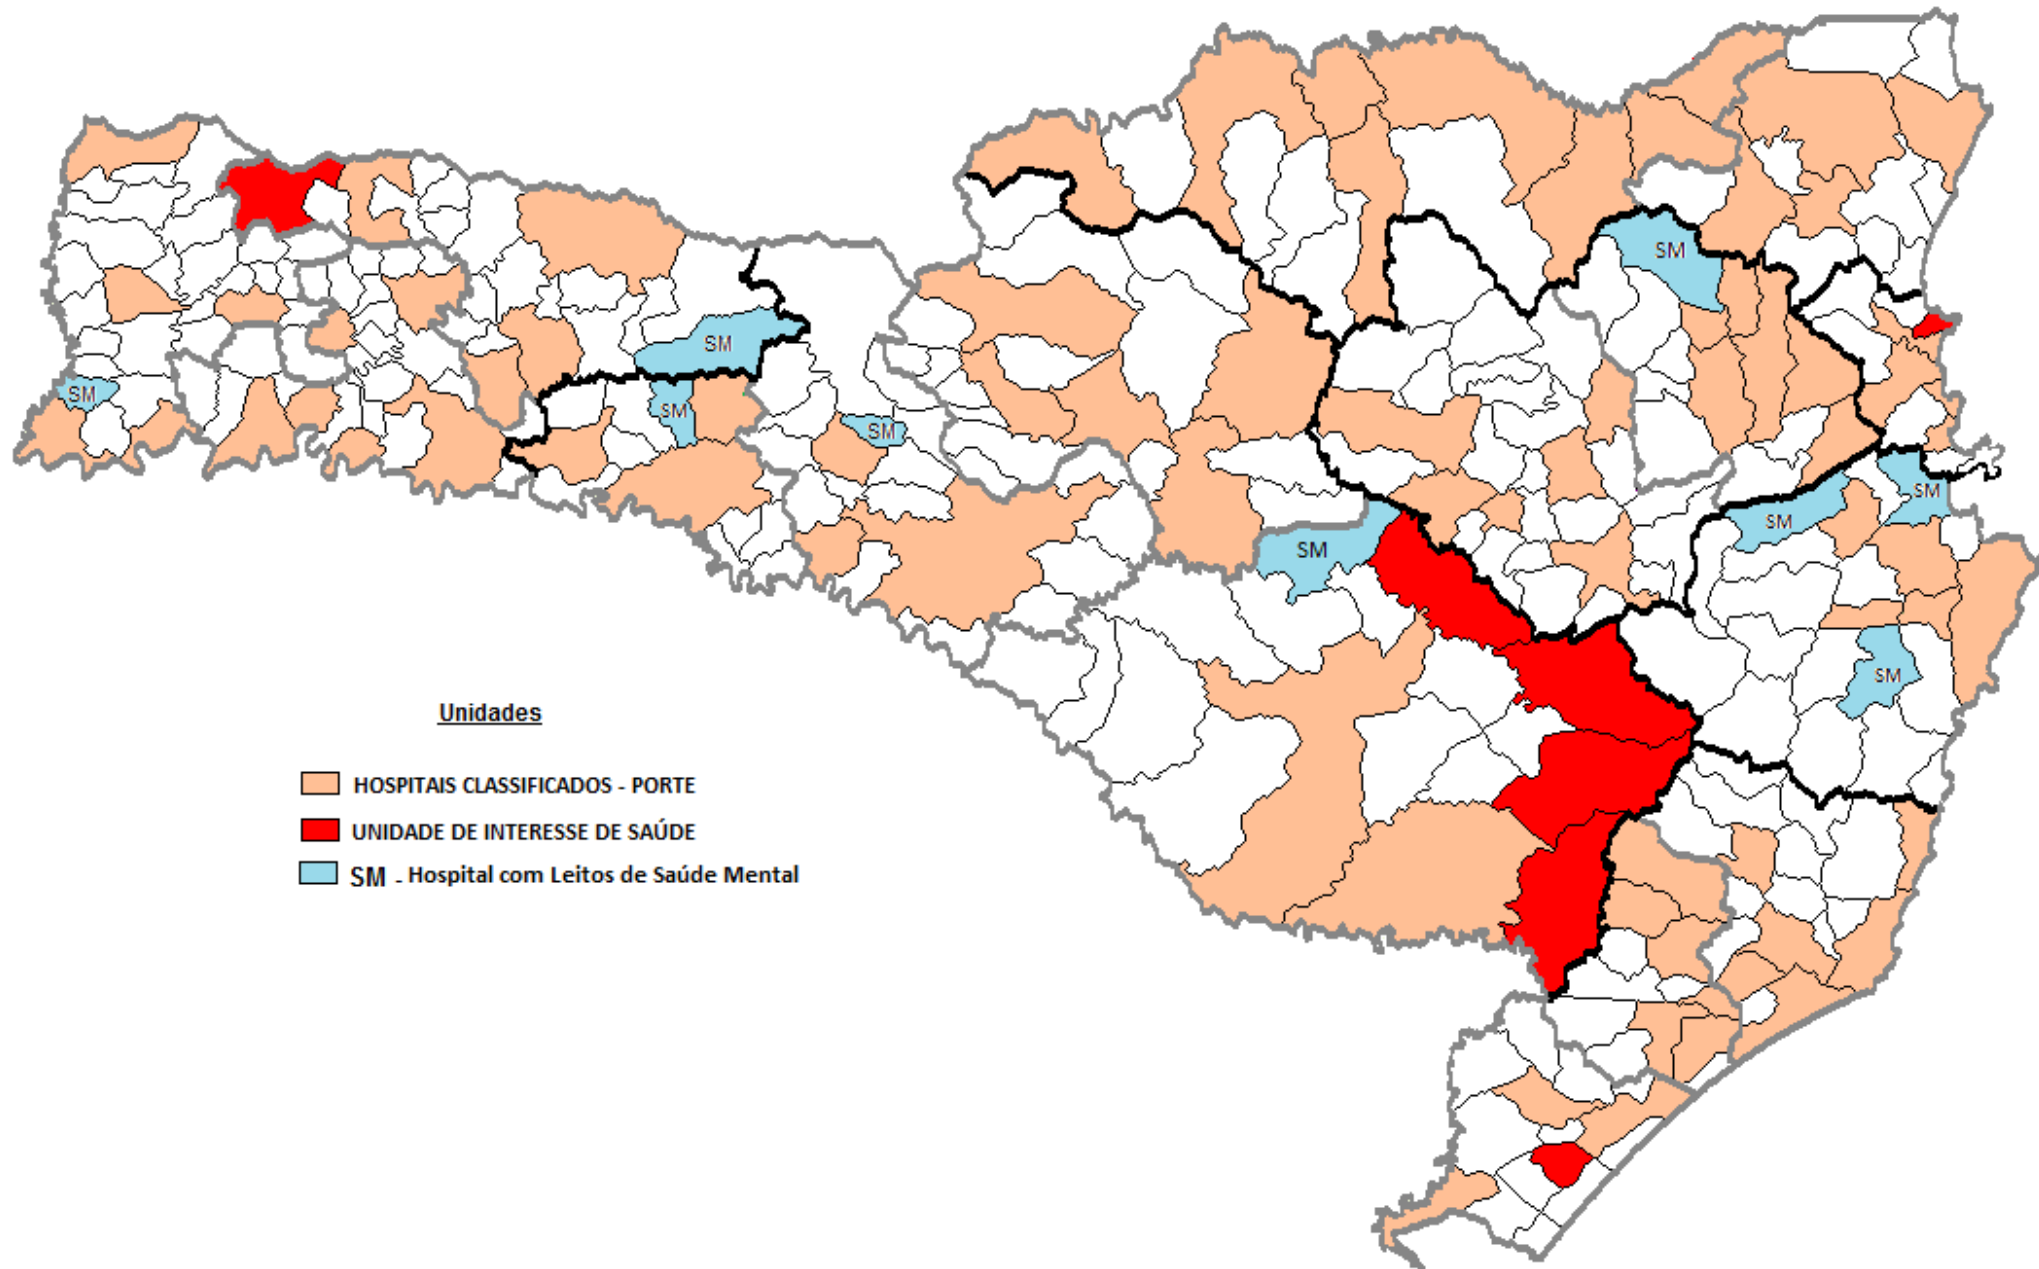 SM
SM
SM
SM
SM
SM
SM
SM
SM
SM
Unidades
HOSPITAIS CLASSIFICADOS - PORTE
UNIDADE DE INTERESSE DE SAÚDE
SM - Hospital com Leitos de Saúde Mental